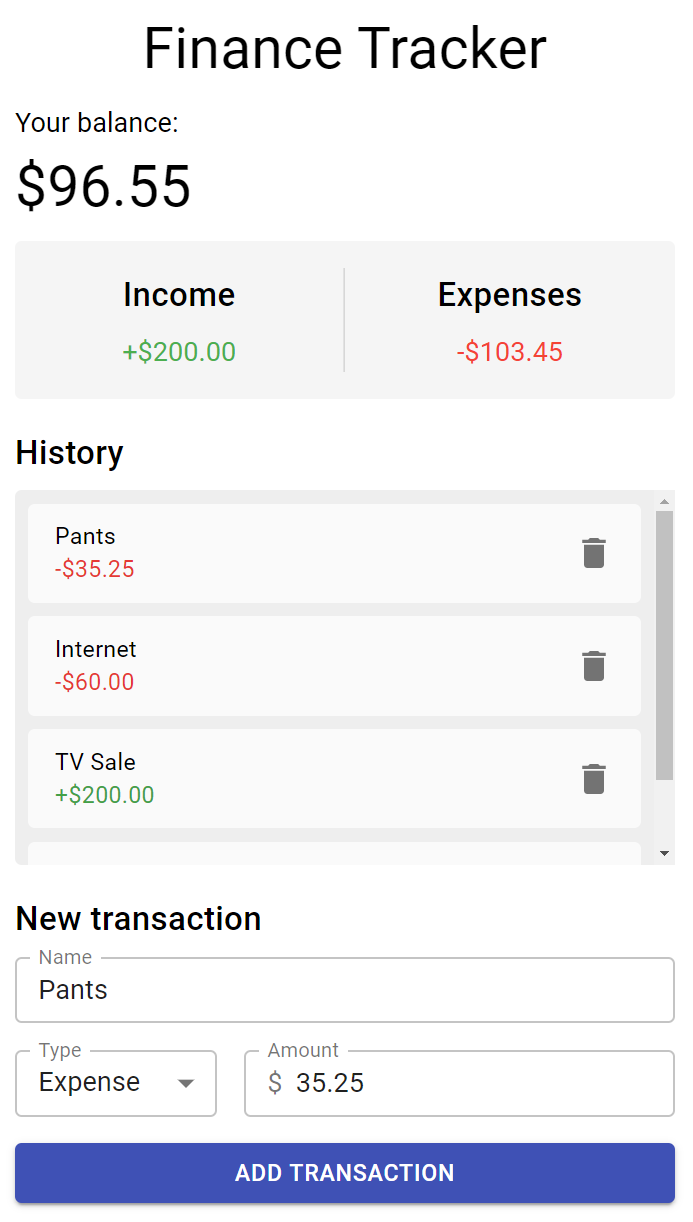 Finance Tracker
Your balance:
$96.55
Income
Expenses
+$200.00
-$103.45
History
Pants
-$35.25
Internet
-$60.00
TV Sale
+$200.00
New transaction
Name
Pants
Type
Amount
Expense
$ 35.25
ADD TRANSACTION